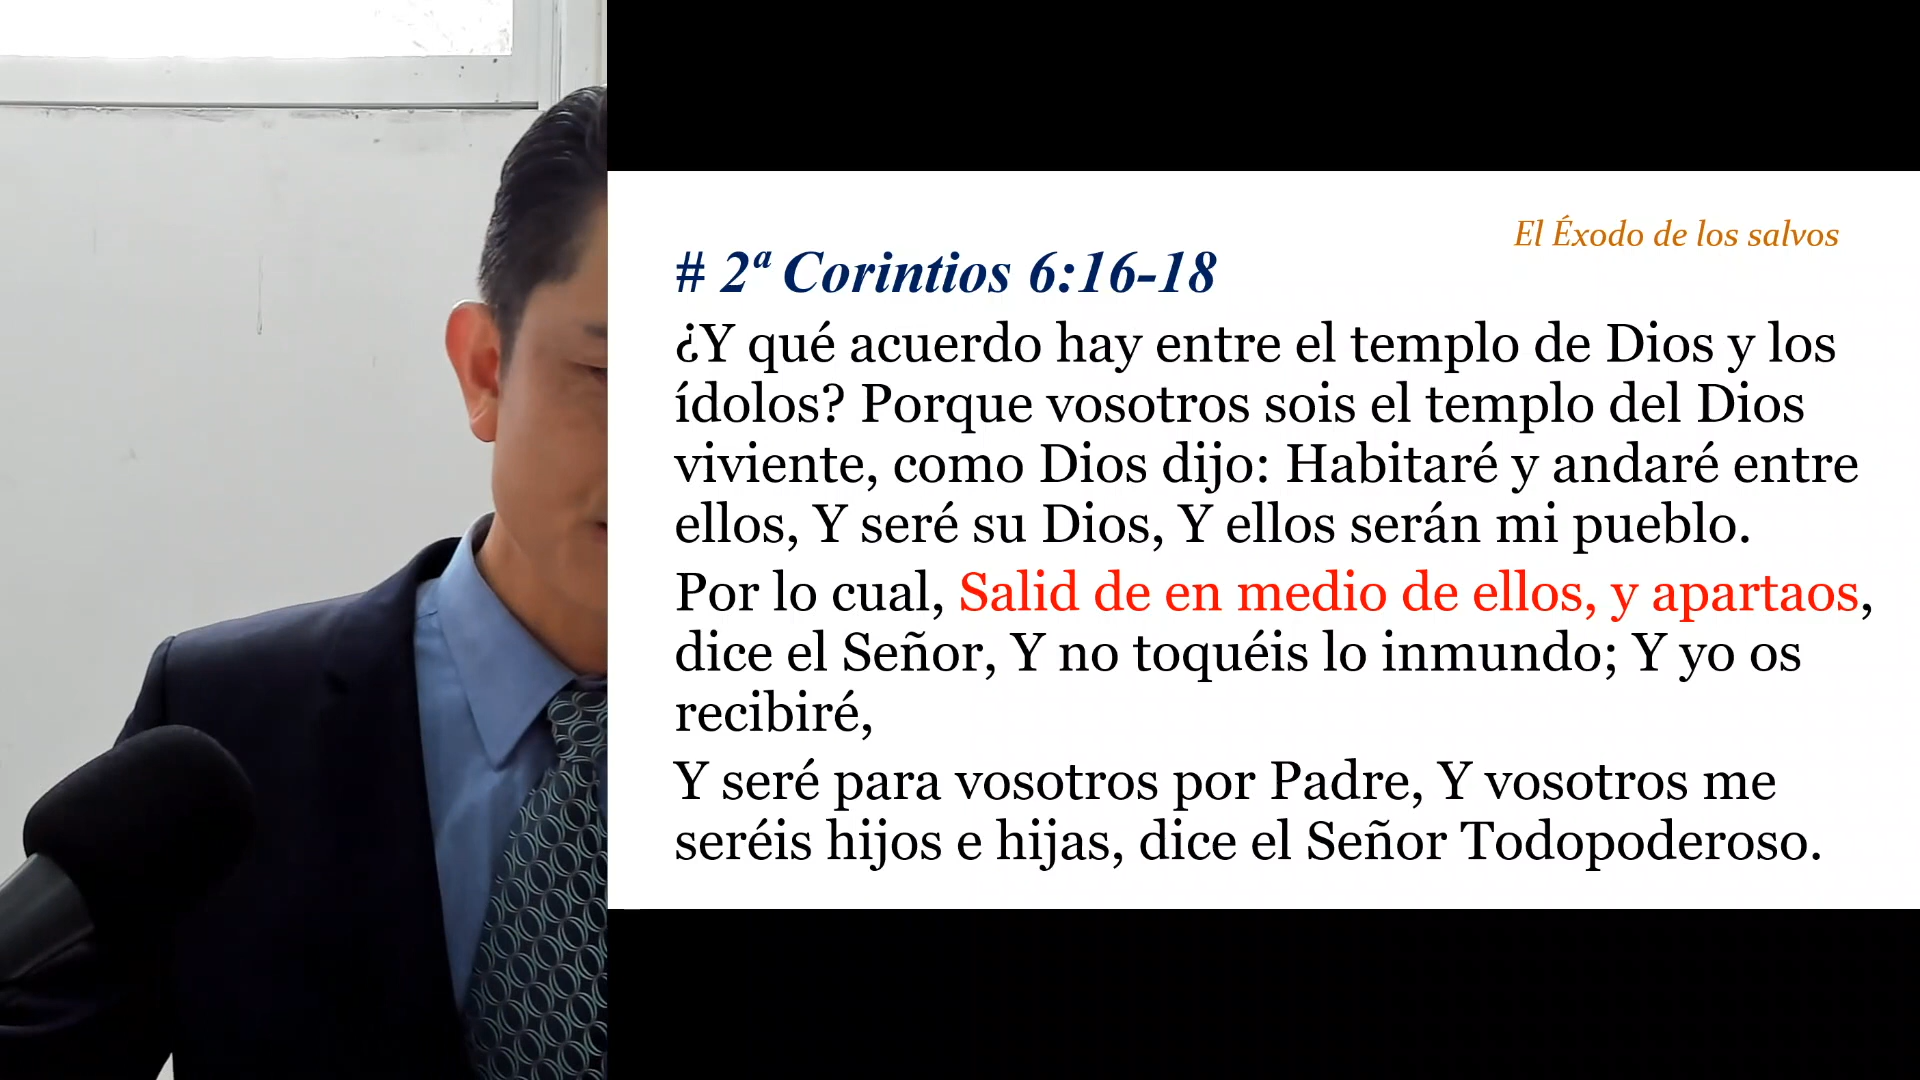 El Éxodo de los salvos
# 2ª Corintios 6:16-18
¿Y qué acuerdo hay entre el templo de Dios y los
ídolos? Porque vosotros sois el templo del Dios
viviente, como Dios dijo: Habitaré y andaré entre
ellos, Y seré su Dios, Y ellos serán mi pueblo.
Por lo cual, Salid de en medio de ellos, y apartaos,
dice el Señor, Y no toquéis lo inmundo; Y yo os
recibiré,
Y seré para vosotros por Padre, Y vosotros me
seréis hijos e hijas, dice el Señor Todopoderoso.